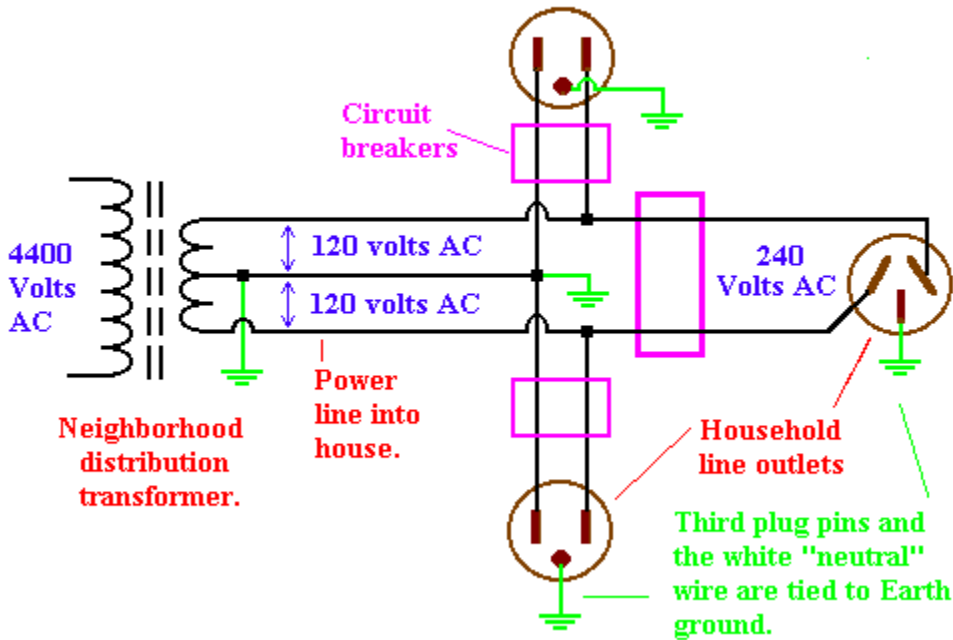 Circuit
breakers
4400
Volts
AC
120 volts AC
120 volts AC
240
Volts AC
Power
line into
house.
Neighborhood
distribution
transformer.
Household
line outlets
Third plug pins and
the white "neutral"
wire are tied to Earth
ground.